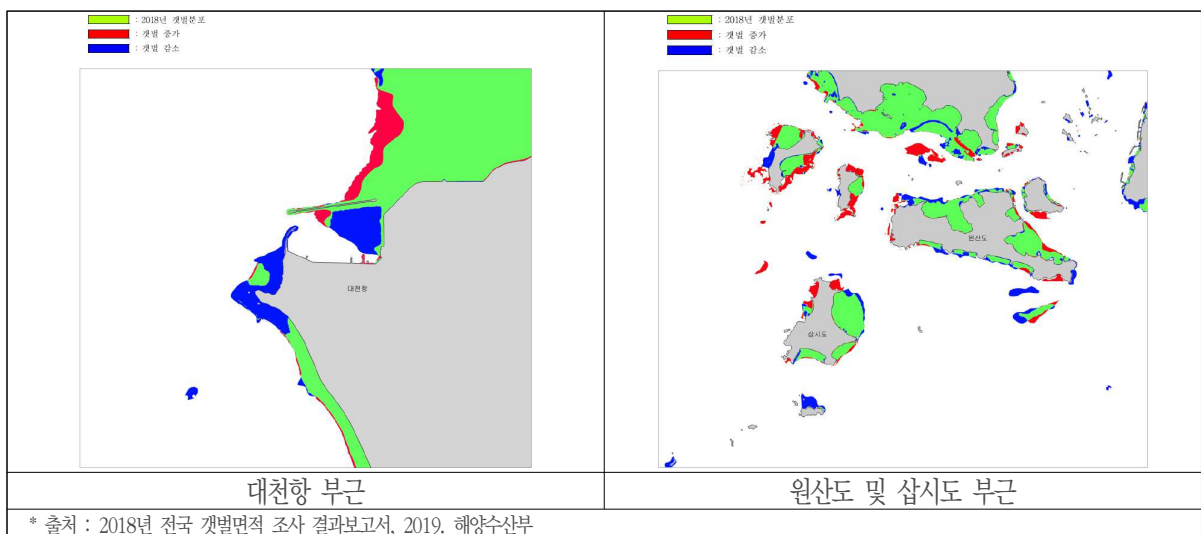 : 2018년 갯벌분포
: 갯벌 증가
: 갯벌 감소
대천항
대천항 부근
: 2018년 갯벌분포
: 갯벌 증가
: 갯벌 감소
원산도
삽시도
원산도 및 삽시도 부근
* 출처 : 2018년 전국 갯벌면적 조사 결과보고서, 2019. 해양수산부